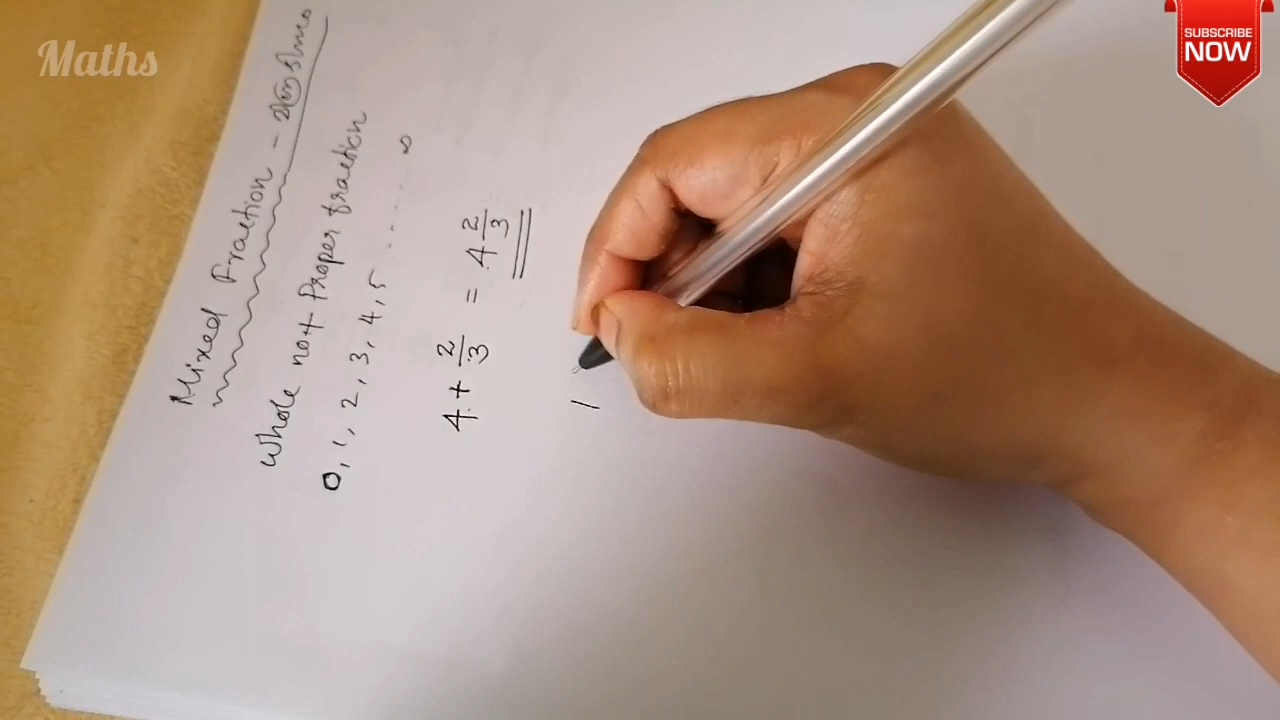 Maths
SUBSCRIBE
NOW
Mixed Fraction -
Whole not Proper fraction
0, 1, 2, 3, 4, 5 ....... ∞
4 + 2/3 = 4 2/3
1